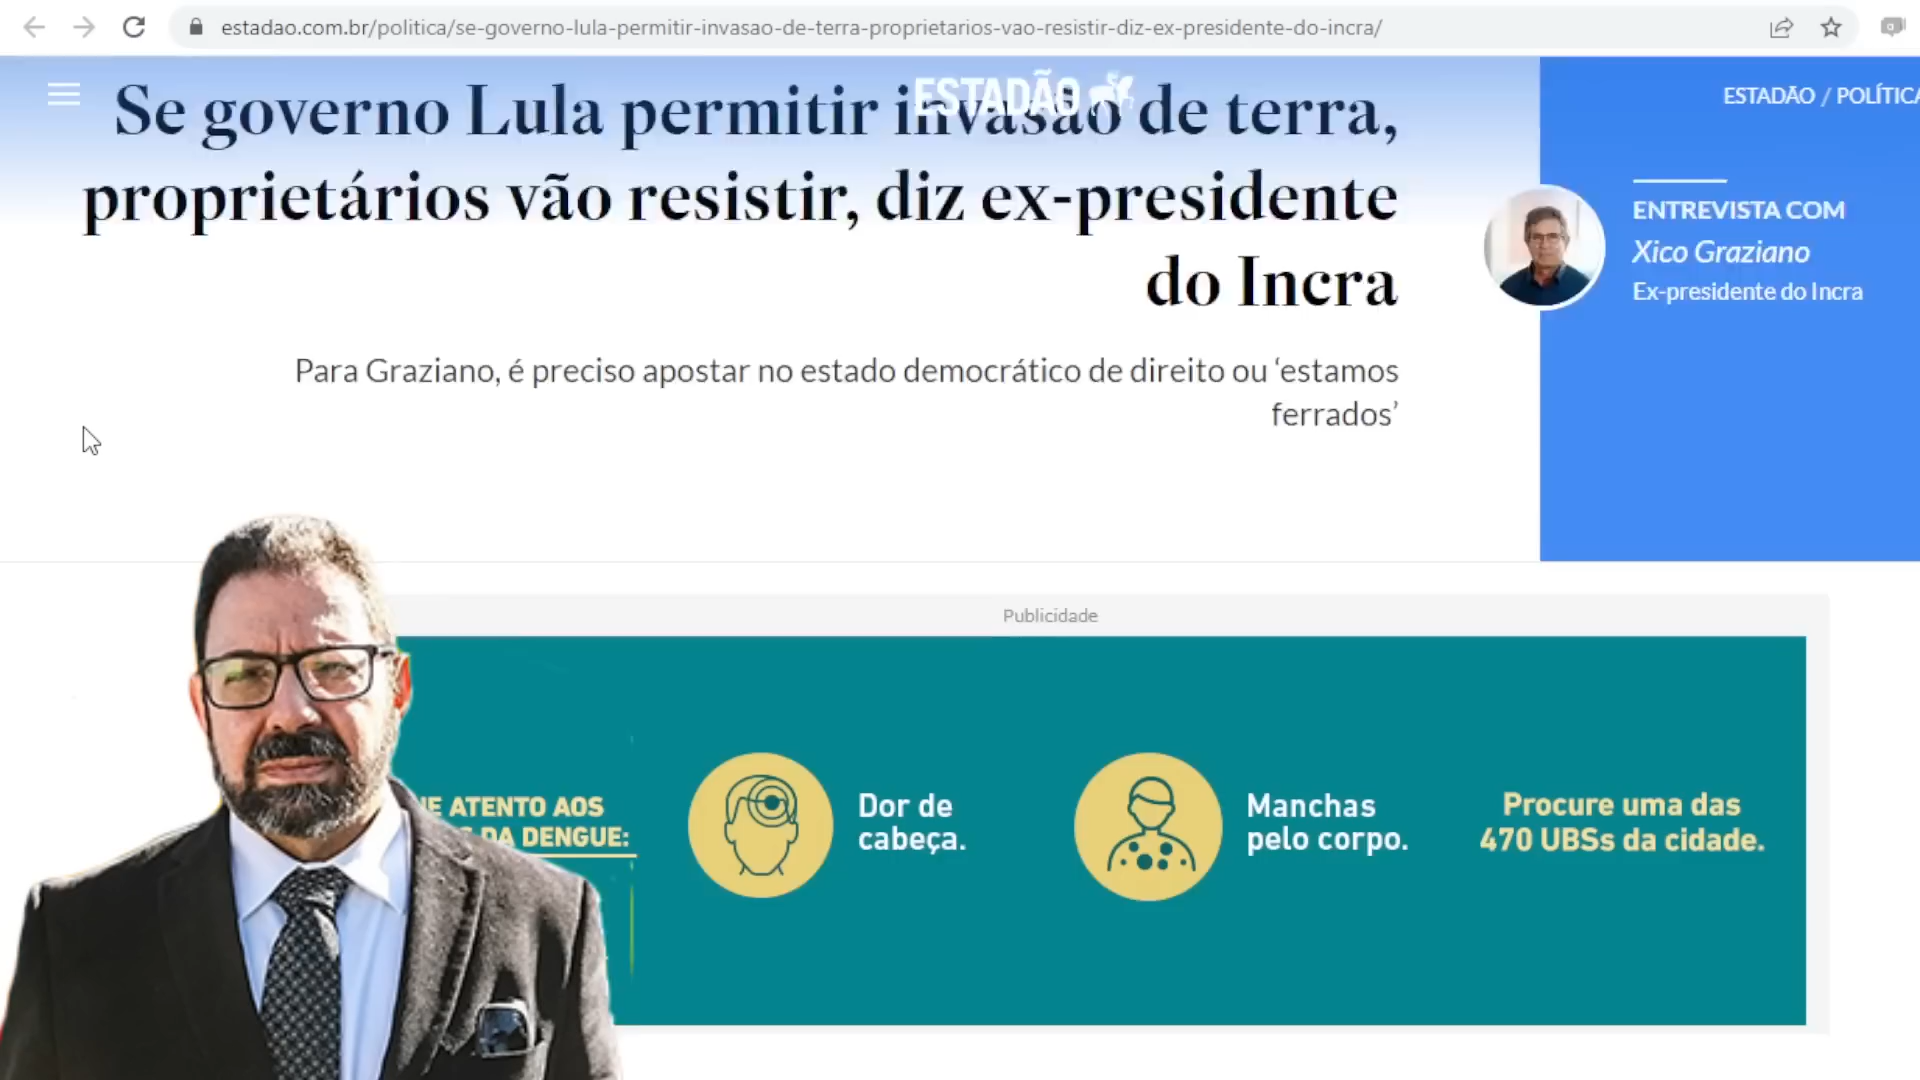 estadao.com.br/politica/se-governo-lula-permitir-invasao-de-terra-proprietarios-vao-resistir-diz-ex-presidente-do-incra/
ESTADÃO
ESTADÃO / POLÍTICA
Se governo Lula permitir invasão de terra,
proprietários vão resistir, diz ex-presidente
do Incra
Para Graziano, é preciso apostar no estado democrático de direito ou ‘estamos
ferrados’
ENTREVISTA COM
Xico Graziano
Ex-presidente do Incra
Publicidade
ATENTO AOS
DA DENGUE:
Dor de
cabeça.
Manchas
pelo corpo.
Procure uma das
470 UBSs da cidade.